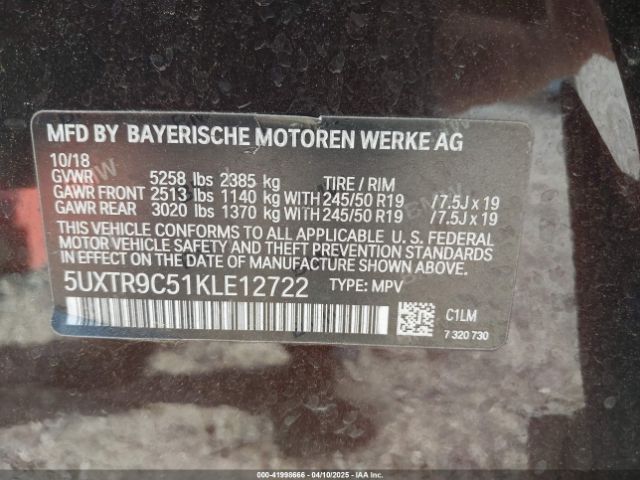 MFD BY BAYERISCHE MOTOREN WERKE AG
10/18
GVWR 5258 lbs 2385 kg TIRE / RIM
GAWR FRONT 2513 lbs 1140 kg WITH 245/50 R19 /7.5J x 19
GAWR REAR 3020 lbs 1370 kg WITH 245/50 R19 /7.5J x 19
THIS VEHICLE CONFORMS TO ALL APPLICABLE U. S. FEDERAL
MOTOR VEHICLE SAFETY AND THEFT PREVENTION STANDARDS
IN EFFECT ON THE DATE OF MANUFACTURE SHOWN ABOVE.
5UXTR9C51KLE12722 TYPE: MPV
C1LM
7 320 730
000-41998666 - 04/10/2025 - IAAI.COM